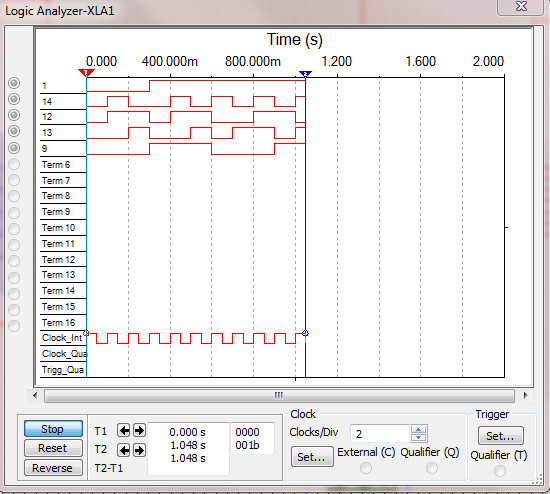 Logic Analyzer-XLA1
Time (s)
0.000 400.000m 800.000m 1.200 1.600 2.000
1
14
12
13
9
Term 6
Term 7
Term 8
Term 9
Term 10
Term 11
Term 12
Term 13
Term 14
Term 15
Term 16
Clock_Int
Clock_Qua
Trigg_Qua
Stop
Reset
Reverse
T1 0.000 s 0000
T2 1.048 s 001b
T2-T1 1.048 s
Clock
Clocks/Div 2
Set...
External (C) Qualifier (Q)
Trigger
Set...
Qualifier (T)